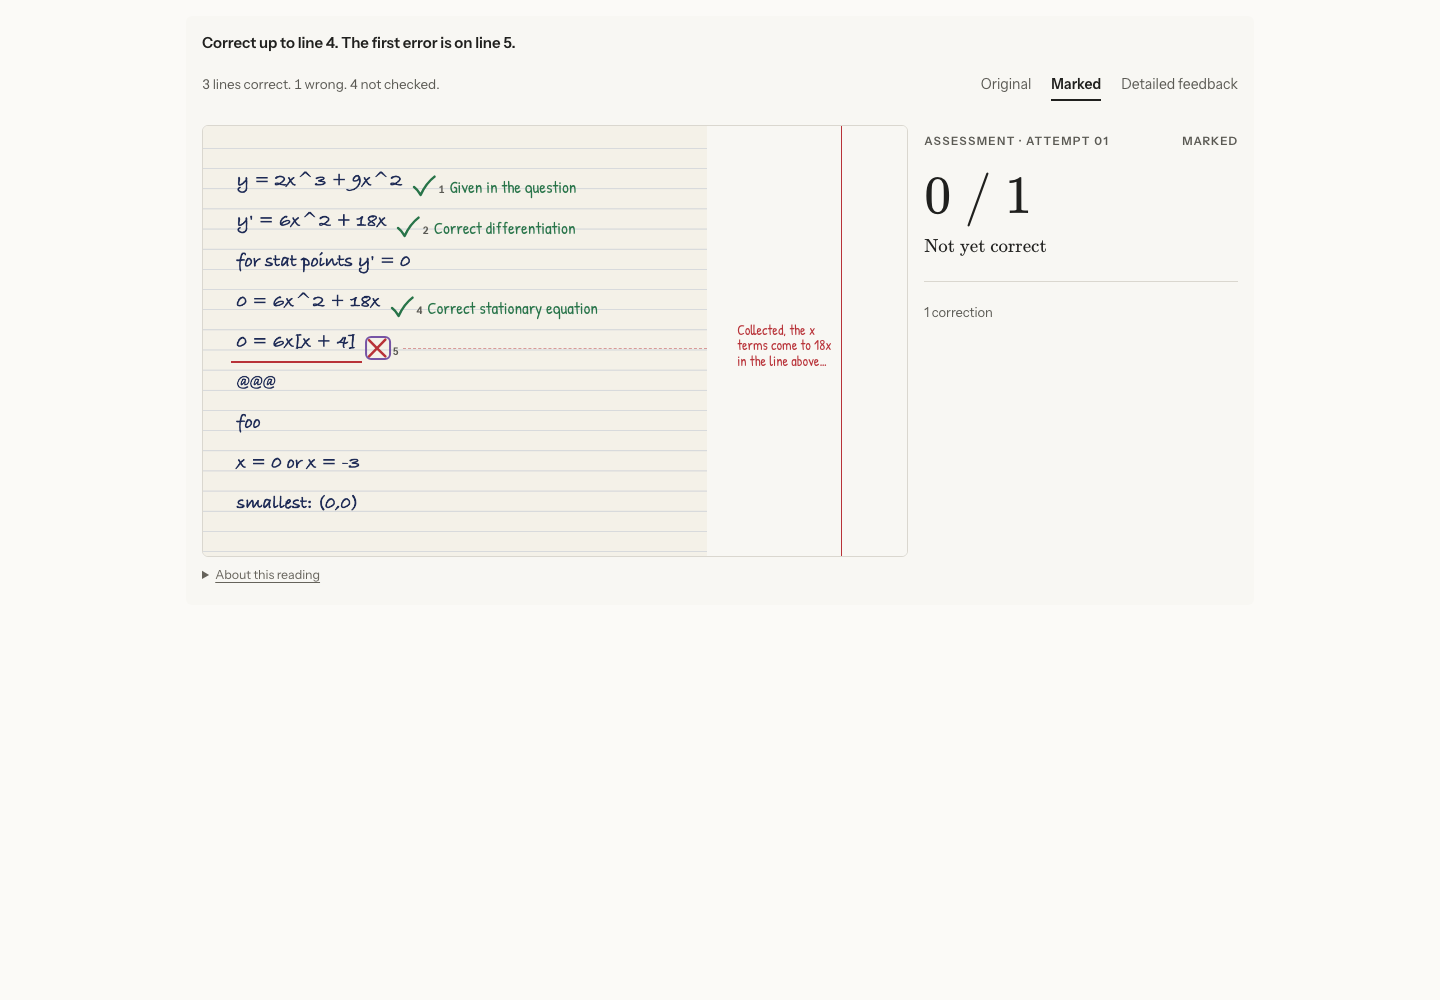 Correct up to line 4. The first error is on line 5.
3 lines correct. 1 wrong. 4 not checked.
Original Marked Detailed feedback
y = 2x^3 + 9x^2 1 Given in the question
y' = 6x^2 + 18x 2 Correct differentiation
for stat points y' = 0
0 = 6x^2 + 18x 4 Correct stationary equation
0 = 6x[x + 4] 5
Collected, the x
terms come to 18x
in the line above...
@@@
foo
x = 0 or x = -3
smallest: (0,0)
About this reading
ASSESSMENT · ATTEMPT 01 MARKED
0 / 1
Not yet correct
1 correction